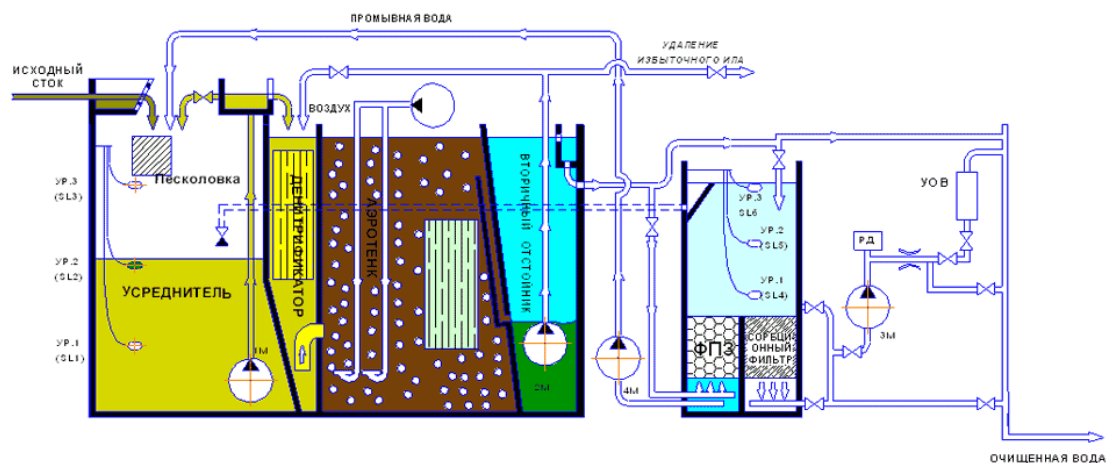 ПРОМЫВНАЯ ВОДА
УДАЛЕНИЕ
ИЗБЫТОЧНОГО ИЛА
ИСХОДНЫЙ
СТОК
ВОЗДУХ
Песколовка
УР.3
(SL3)
УР.2
(SL2)
УР.1
(SL1)
УСРЕДНИТЕЛЬ
1М
ДЕНИТРИФИКАТОР
АЭРОТЕНК
ВТОРИЧНЫЙ ОТСТОЙНИК
2М
4М
УР.3
SL6
УР.2
(SL5)
УР.1
(SL4)
ФПЗ
СОРБЦИ
ОННЫЙ
ФИЛЬТР
РД
УОВ
3М
ОЧИЩЕННАЯ ВОДА